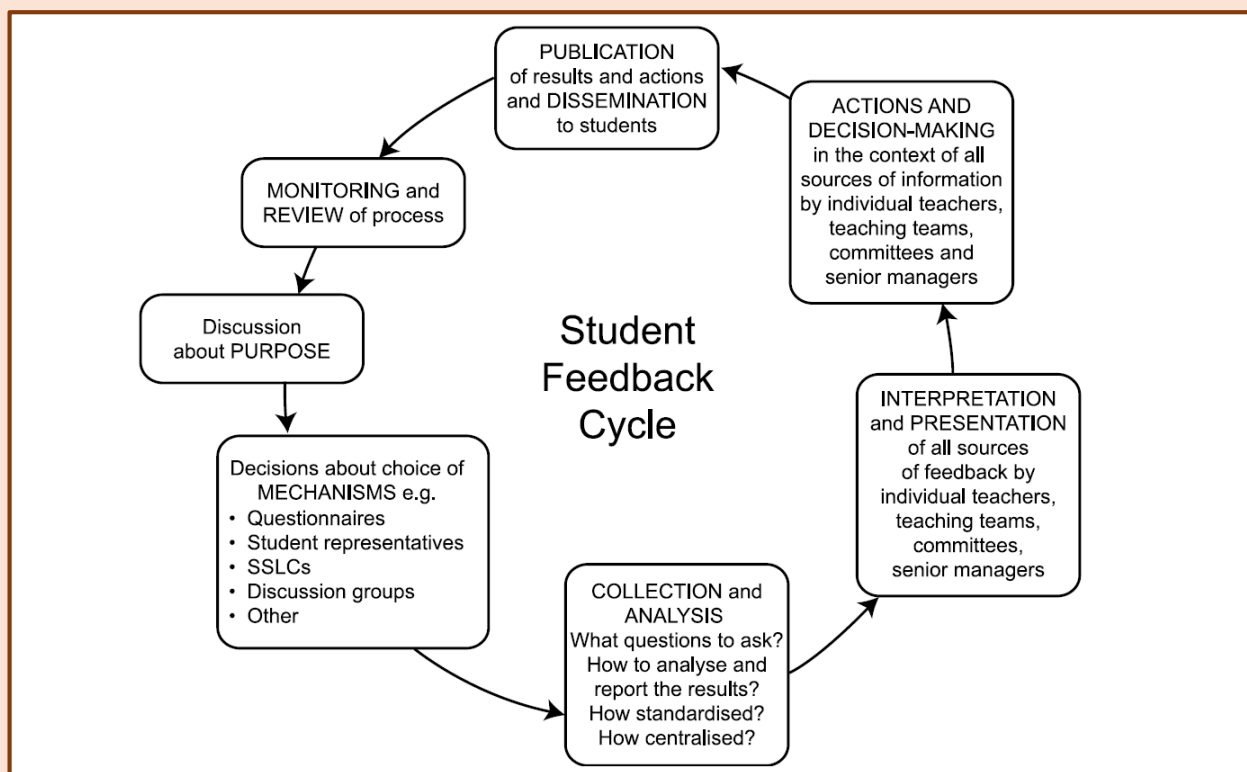 PUBLICATION
of results and actions
and DISSEMINATION
to students
ACTIONS AND
DECISION-MAKING
in the context of all
sources of information
by individual teachers,
teaching teams,
committees and
senior managers
MONITORING and
REVIEW of process
Discussion
about PURPOSE
Student
Feedback
Cycle
INTERPRETATION
and PRESENTATION
of all sources
of feedback by
individual teachers,
teaching teams,
committees,
senior managers
Decisions about choice of
MECHANISMS e.g.
• Questionnaires
• Student representatives
• SSLCs
• Discussion groups
• Other
COLLECTION and
ANALYSIS
What questions to ask?
How to analyse and
report the results?
How standardised?
How centralised?